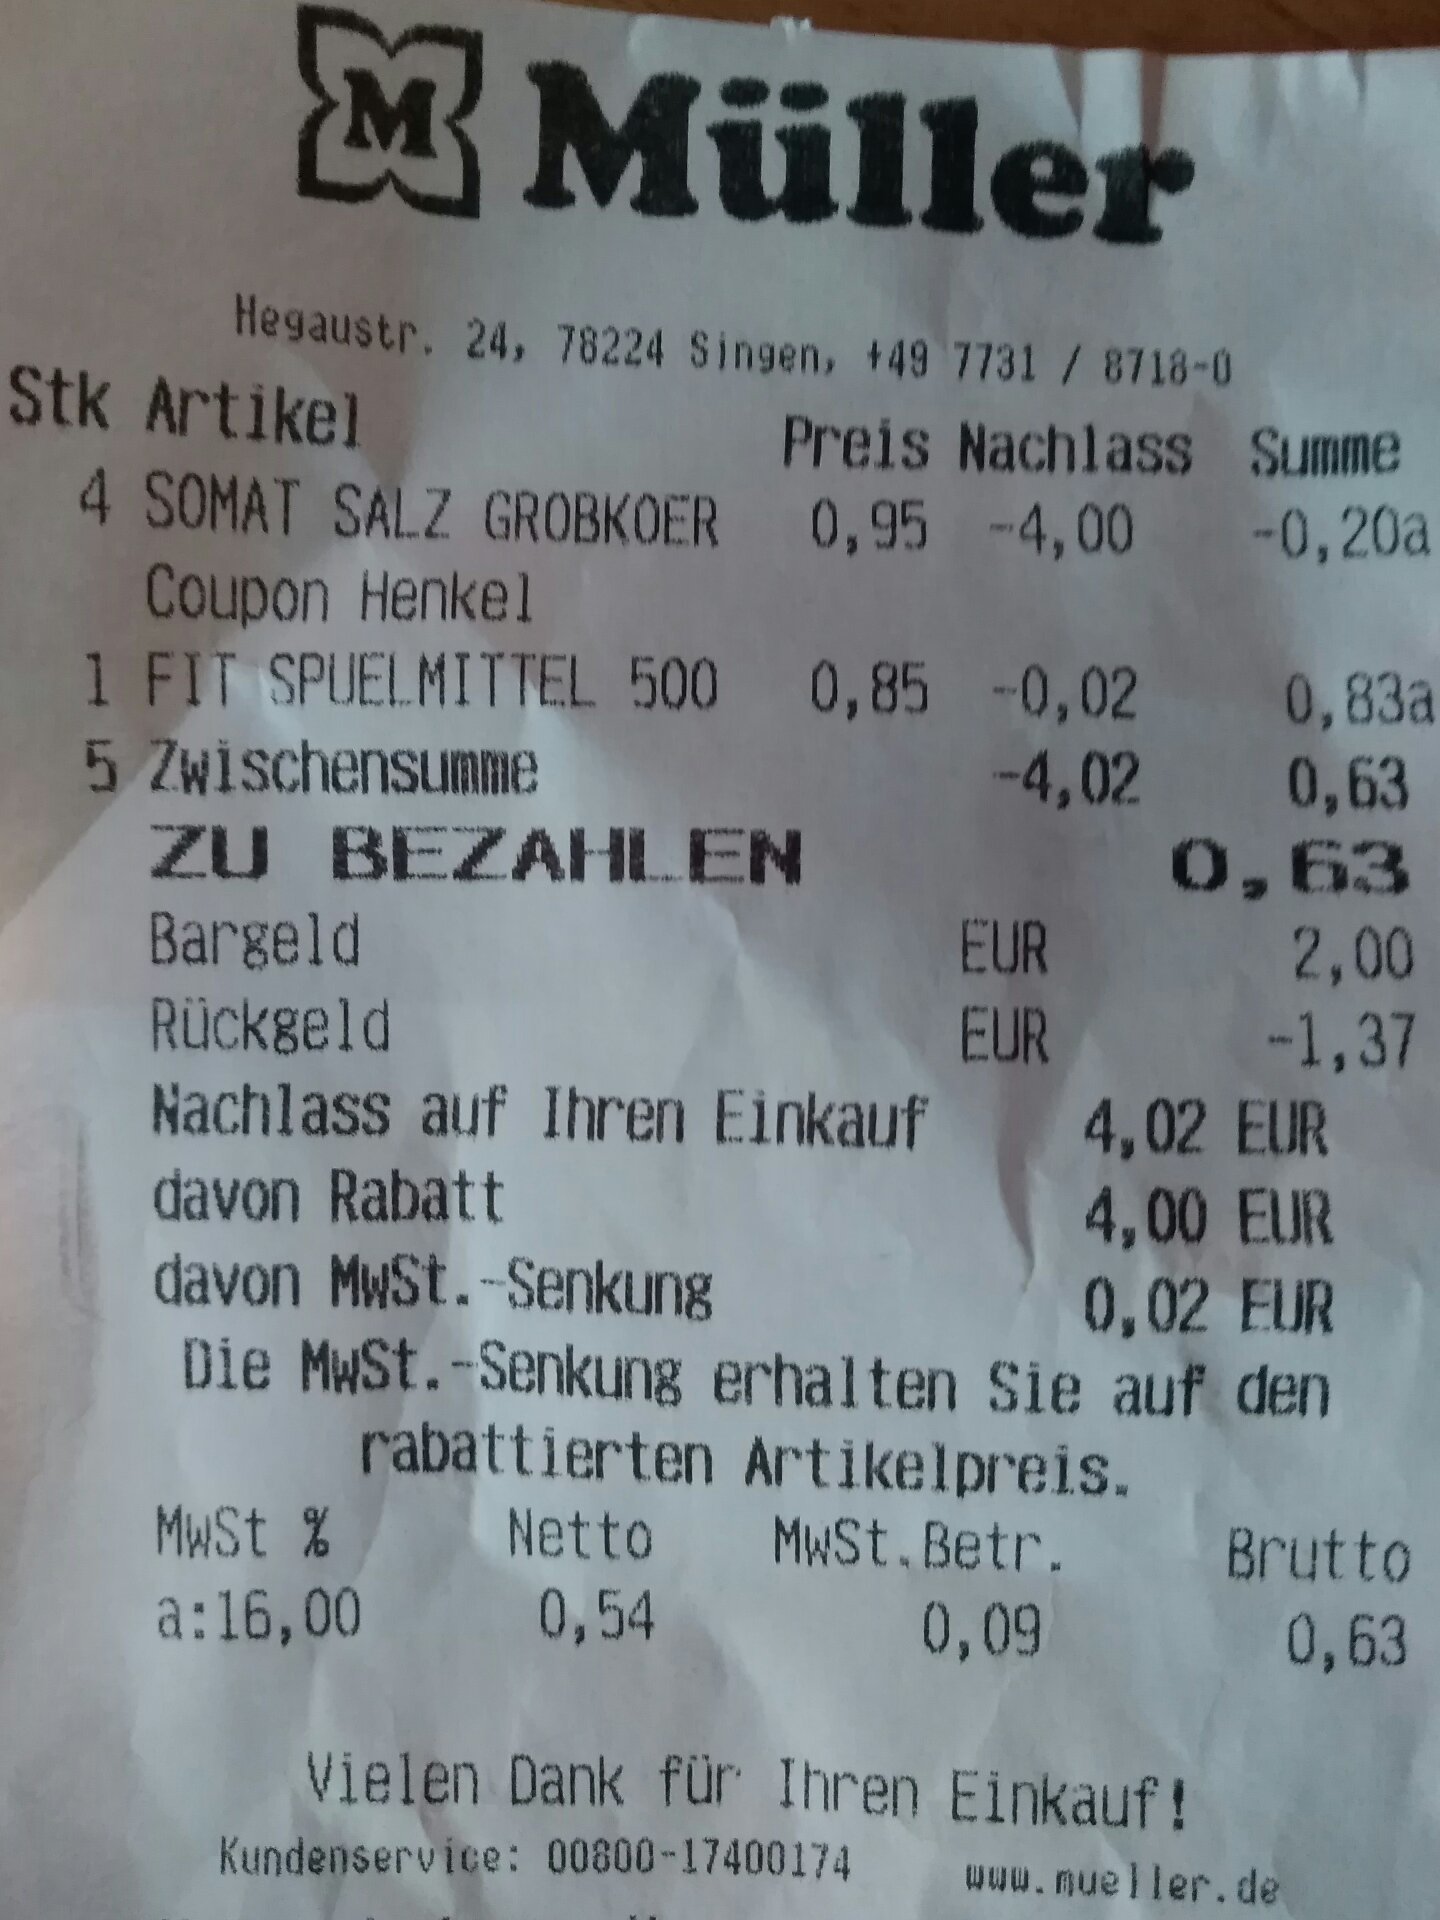 M Müller
Hegaustr. 24, 78224 Singen, +49 7731 / 8718-0
Stk Artikel Preis Nachlass Summe
4 SOMAT SALZ GROBKOER 0,95 -4,00 -0,20a
Coupon Henkel
1 FIT SPUELMITTEL 500 0,85 -0,02 0,83a
5 Zwischensumme -4,02 0,63
ZU BEZAHLEN 0,63
Bargeld EUR 2,00
Rückgeld EUR -1,37
Nachlass auf Ihren Einkauf 4,02 EUR
davon Rabatt 4,00 EUR
davon MwSt.-Senkung 0,02 EUR
Die MwSt.-Senkung erhalten Sie auf den
rabattierten Artikelpreis.
MwSt % Netto MwSt.Betr. Brutto
a:16,00 0,54 0,09 0,63
Vielen Dank für Ihren Einkauf!
Kundenservice: 00800-17400174 www.mueller.de